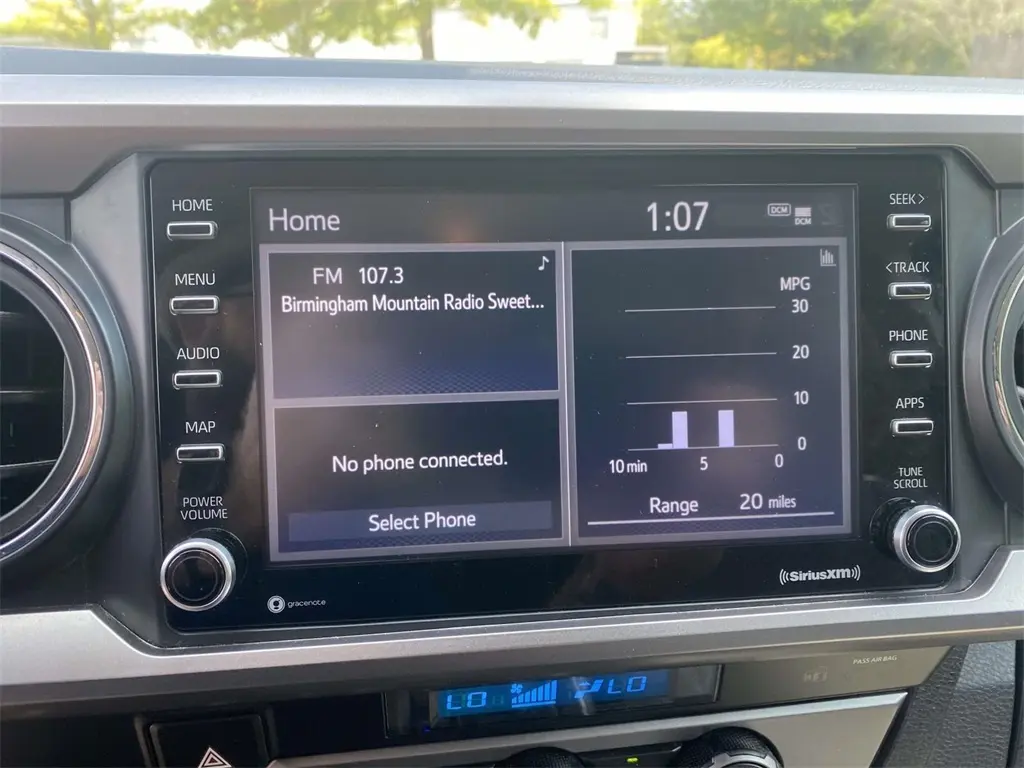 HOME
MENU
AUDIO
MAP
POWER
VOLUME
Home
1:07
DCM
DCM
FM 107.3
Birmingham Mountain Radio Sweet...
No phone connected.
Select Phone
MPG
30
20
10
0
10 min 5 0
Range 20 miles
SEEK >
< TRACK
PHONE
APPS
TUNE
SCROLL
gracenote
((SiriusXM))
PASS AIR BAG
LO LO